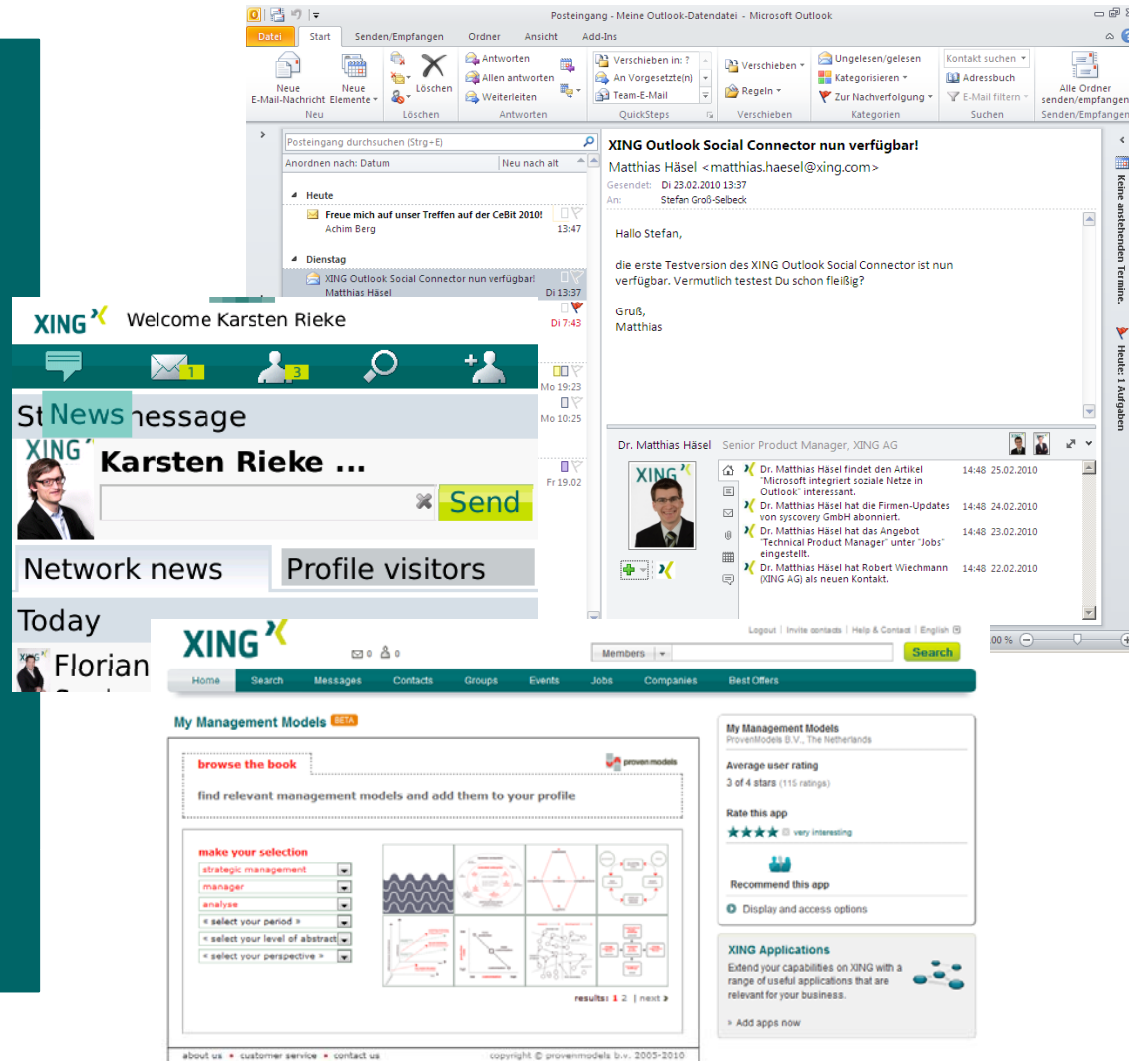 Posteingang - Meine Outlook-Datendatei - Microsoft Outlook
Datei Start Senden/Empfangen Ordner Ansicht Add-Ins
Neue E-Mail-Nachricht
Neue Elemente
Neu
Löschen
Löschen
Antworten
Allen antworten
Weiterleiten
Antworten
Verschieben in: ?
An Vorgesetzte(n)
Team-E-Mail
QuickSteps
Verschieben
Regeln
Verschieben
Ungelesen/gelesen
Kategorisieren
Zur Nachverfolgung
Kategorien
Kontakt suchen
Adressbuch
E-Mail filtern
Suchen
Alle Ordner
senden/empfangen
Senden/Empfangen
Posteingang durchsuchen (Strg+E)
Anordnen nach: Datum Neu nach alt
Heute
Freue mich auf unser Treffen auf der CeBit 2010!
Achim Berg 13:47
Dienstag
XING Outlook Social Connector nun verfügbar!
Matthias Häsel Di 13:37
Di 7:43
Mo 19:23
Mo 10:25
Fr 19.02
XING Outlook Social Connector nun verfügbar!
Matthias Häsel <matthias.haesel@xing.com>
Gesendet: Di 23.02.2010 13:37
An: Stefan Groß-Selbeck
Hallo Stefan,
die erste Testversion des XING Outlook Social Connector ist nun
verfügbar. Vermutlich testest Du schon fleißig?
Gruß,
Matthias
Keine anstehenden Termine.
Heute: 1 Aufgaben
Dr. Matthias Häsel Senior Product Manager, XING AG
XING
Dr. Matthias Häsel findet den Artikel 14:48 25.02.2010
"Microsoft integriert soziale Netze in
Outlook" interessant.
Dr. Matthias Häsel hat die Firmen-Updates 14:48 24.02.2010
von syscovery GmbH abonniert.
Dr. Matthias Häsel hat das Angebot 14:48 23.02.2010
"Technical Product Manager" unter "Jobs"
eingestellt.
Dr. Matthias Häsel hat Robert Wiechmann 14:48 22.02.2010
(XING AG) als neuen Kontakt.
00 %
XING Welcome Karsten Rieke
1 3
St News nessage
XING
Karsten Rieke ...
Send
Network news Profile visitors
Today
Florian
XING
0 0
Logout | Invite contacts | Help & Contact | English
Members Search
Home Search Messages Contacts Groups Events Jobs Companies Best Offers
My Management Models BETA
browse the book
proven models
find relevant management models and add them to your profile
make your selection
strategic management
manager
analyse
« select your period »
« select your level of abstract
« select your perspective »
results: 1 2 | next
about us • customer service • contact us
copyright © provenmodels b.v. 2005-2010
My Management Models
ProvenModels B.V., The Netherlands
Average user rating
3 of 4 stars (115 ratings)
Rate this app
very interesting
Recommend this app
Display and access options
XING Applications
Extend your capabilities on XING with a
range of useful applications that are
relevant for your business.
» Add apps now